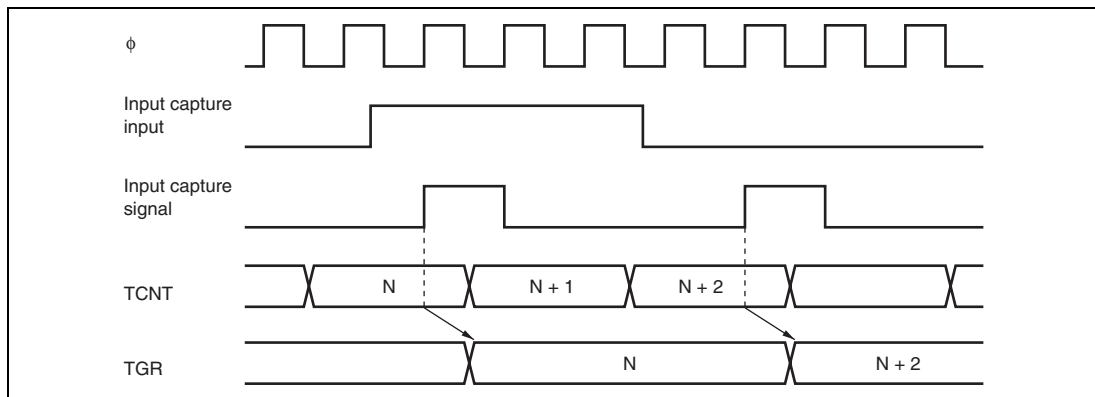 ϕ
Input capture
input
Input capture
signal
TCNT
N
N + 1
N + 2
TGR
N
N + 2